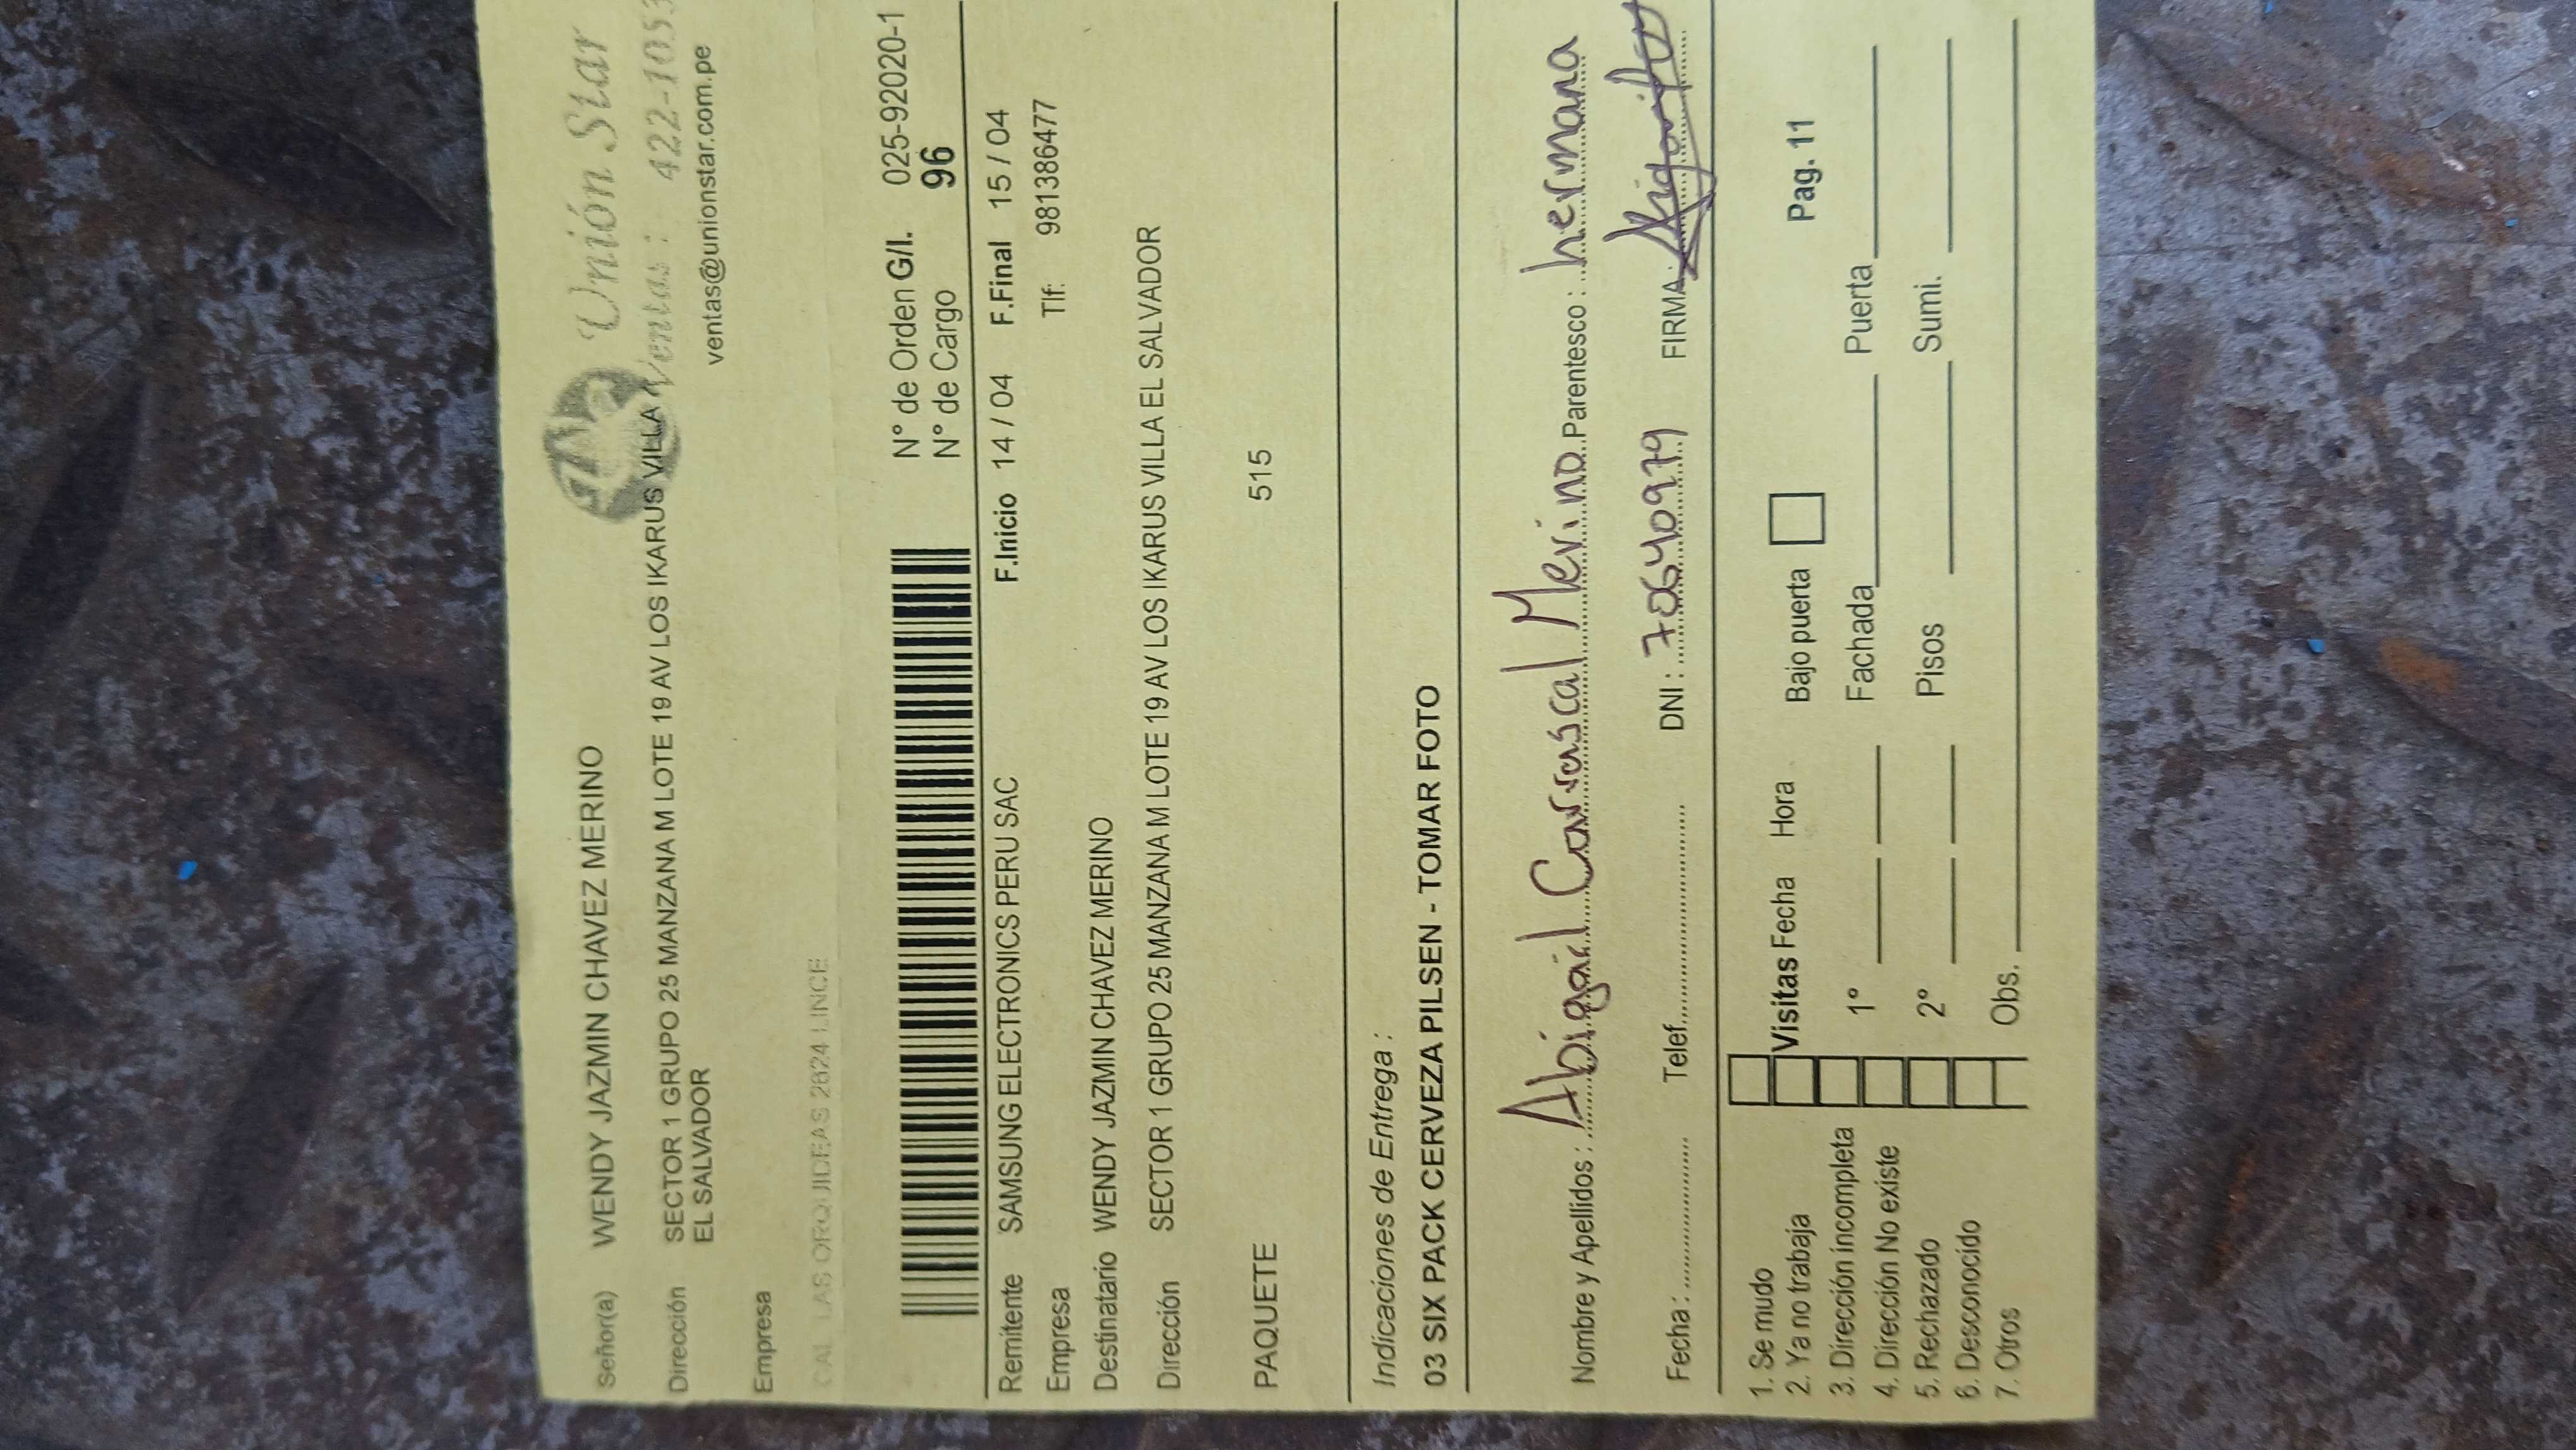 Unión Star
Ventas : 422-1053
ventas@unionstar.com.pe
Señor(a) WENDY JAZMIN CHAVEZ MERINO
Dirección SECTOR 1 GRUPO 25 MANZANA M LOTE 19 AV LOS IKARUS VILLA
EL SALVADOR
Empresa
CAL LAS ORQUIDEAS 2624 LINCE
N° de Orden G/I. 025-92020-1
N° de Cargo 96
Remitente SAMSUNG ELECTRONICS PERU SAC F.Inicio 14 / 04 F.Final 15 / 04
Empresa Tlf: 981386477
Destinatario WENDY JAZMIN CHAVEZ MERINO
Dirección SECTOR 1 GRUPO 25 MANZANA M LOTE 19 AV LOS IKARUS VILLA EL SALVADOR
PAQUETE 515
Indicaciones de Entrega :
03 SIX PACK CERVEZA PILSEN - TOMAR FOTO
Nombre y Apellidos : Abigail Carrascal Merino Parentesco : hermana
Fecha : Telef. DNI : 70640979 FIRMA:
1. Se mudo
2. Ya no trabaja Visitas Fecha Hora Bajo puerta Pag. 11
3. Dirección incompleta
4. Dirección No existe 1° Fachada Puerta
5. Rechazado 2° Pisos Sumi.
6. Desconocido
7. Otros Obs.